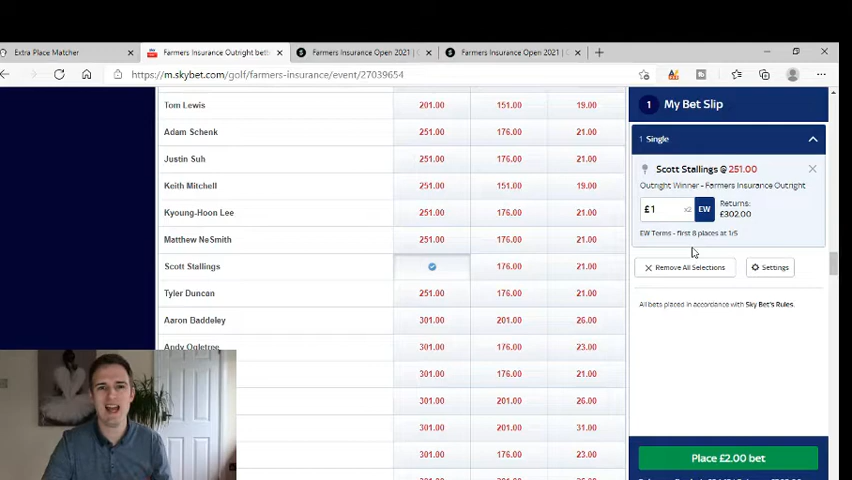 Extra Place Matcher
Farmers Insurance Outright bett
Farmers Insurance Open 2021 |
Farmers Insurance Open 2021 |
https://m.skybet.com/golf/farmers-insurance/event/27039654
Tom Lewis 201.00 151.00 19.00
Adam Schenk 251.00 176.00 21.00
Justin Suh 251.00 176.00 21.00
Keith Mitchell 251.00 151.00 19.00
Kyoung-Hoon Lee 251.00 176.00 21.00
Matthew NeSmith 251.00 176.00 21.00
Scott Stallings 176.00 21.00
Tyler Duncan 251.00 176.00 21.00
Aaron Baddeley 301.00 201.00 26.00
Andy Ogletree 301.00 176.00 23.00
301.00 176.00 21.00
301.00 201.00 26.00
301.00 201.00 31.00
301.00 176.00 23.00
1 My Bet Slip
1 Single
Scott Stallings @ 251.00
Outright Winner - Farmers Insurance Outright
£1 x2 EW Returns:
£302.00
EW Terms - first 8 places at 1/5
Remove All Selections Settings
All bets placed in accordance with Sky Bet's Rules.
Place £2.00 bet